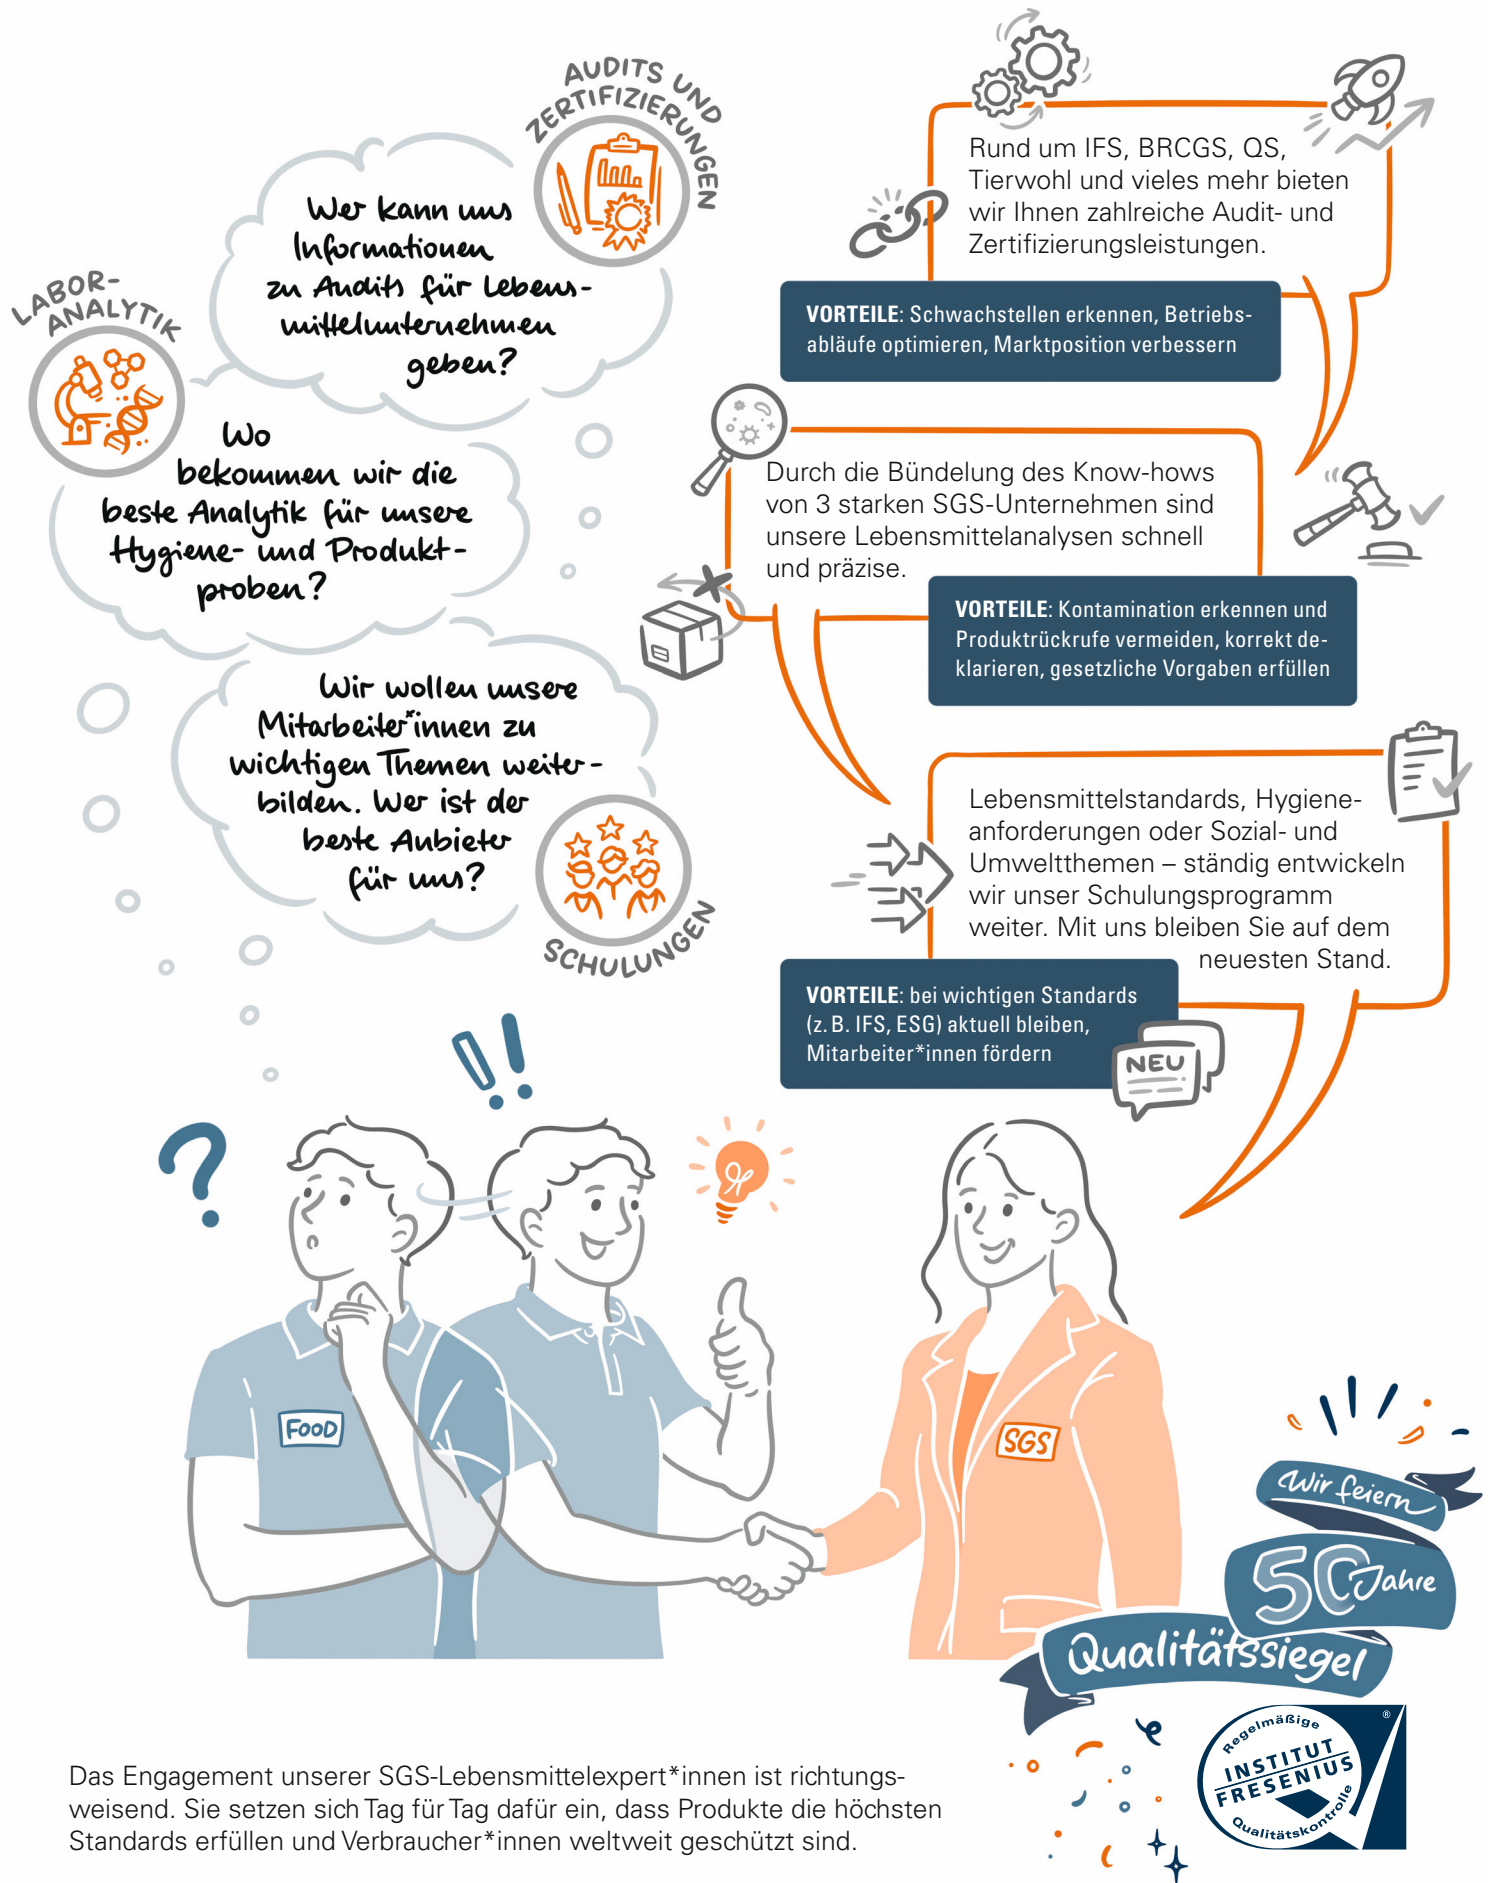 AUDITS UND
ZERTIFIZIERUNGEN
Wer kann uns
Informationen
zu Audits für Lebens-
mittelunternehmen
geben?
LABOR-
ANALYTIK
Wo
bekommen wir die
beste Analytik für unsere
Hygiene- und Produkt-
proben?
Wir wollen unsere
Mitarbeiter*innen zu
wichtigen Themen weiter-
bilden. Wer ist der
beste Anbieter
für uns?
SCHULUNGEN
Rund um IFS, BRCGS, QS,
Tierwohl und vieles mehr bieten
wir Ihnen zahlreiche Audit- und
Zertifizierungsleistungen.
VORTEILE: Schwachstellen erkennen, Betriebs-
abläufe optimieren, Marktposition verbessern
Durch die Bündelung des Know-hows
von 3 starken SGS-Unternehmen sind
unsere Lebensmittelanalysen schnell
und präzise.
VORTEILE: Kontamination erkennen und
Produktrückrufe vermeiden, korrekt de-
klarieren, gesetzliche Vorgaben erfüllen
Lebensmittelstandards, Hygiene-
anforderungen oder Sozial- und
Umweltthemen – ständig entwickeln
wir unser Schulungsprogramm
weiter. Mit uns bleiben Sie auf dem
neuesten Stand.
VORTEILE: bei wichtigen Standards
(z. B. IFS, ESG) aktuell bleiben,
Mitarbeiter*innen fördern
NEU
?
!!
FOOD
SGS
Wir feiern
50 Jahre
Qualitätssiegel
Regelmäßige
INSTITUT
FRESENIUS
Qualitätskontrolle
®
Das Engagement unserer SGS-Lebensmittelexpert*innen ist richtungs-
weisend. Sie setzen sich Tag für Tag dafür ein, dass Produkte die höchsten
Standards erfüllen und Verbraucher*innen weltweit geschützt sind.